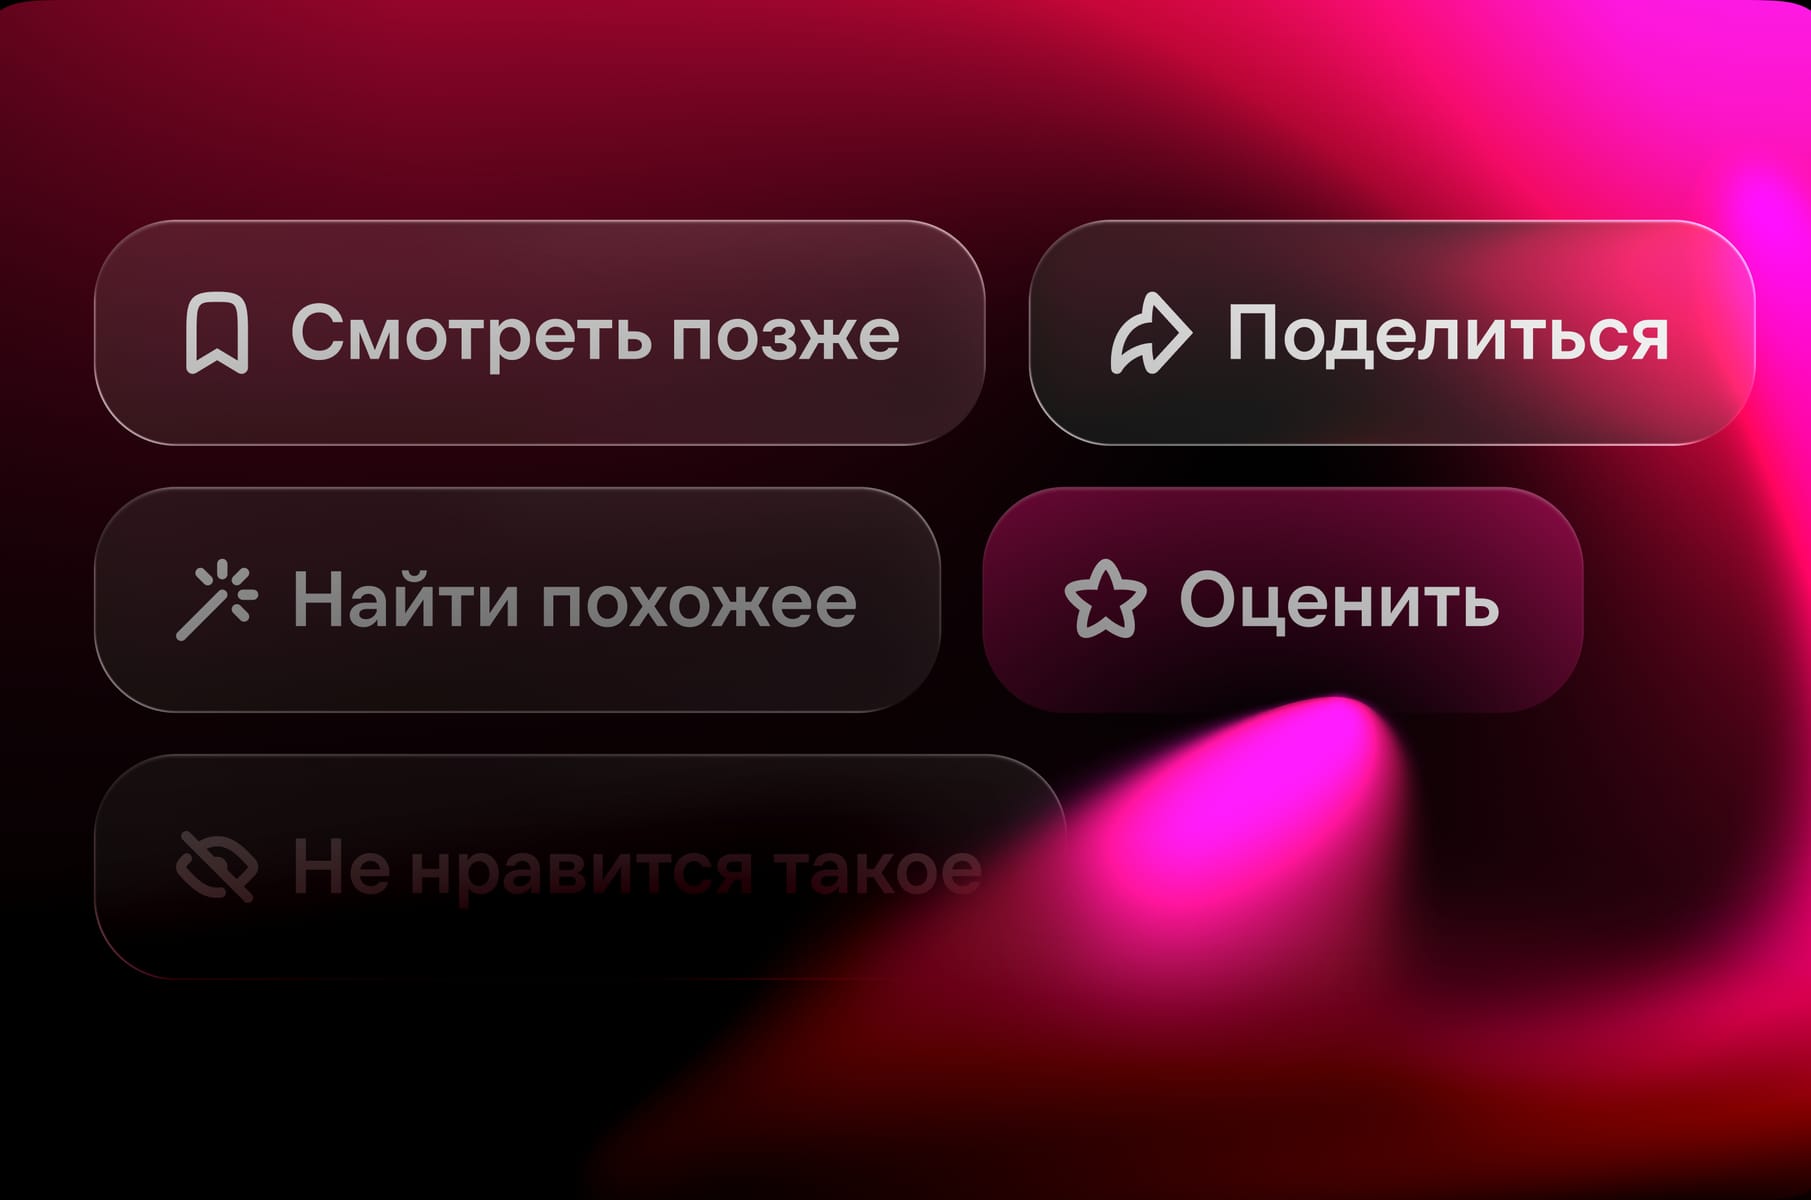 Смотреть позже
Поделиться
Найти похожее
Оценить
Не нравится такое